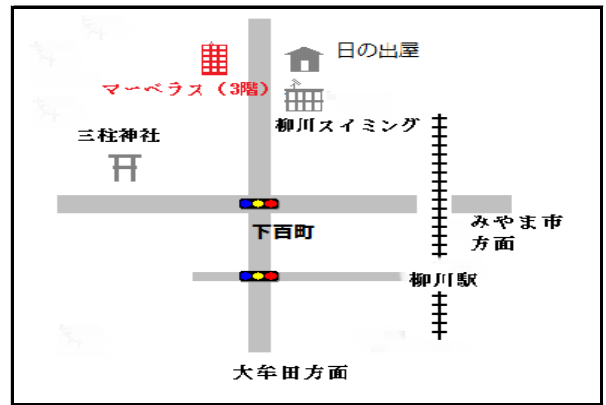 日の出屋
マーベラス（3階）
柳川スイミング
三柱神社
下百町
みやま市
方面
柳川駅
大牟田方面